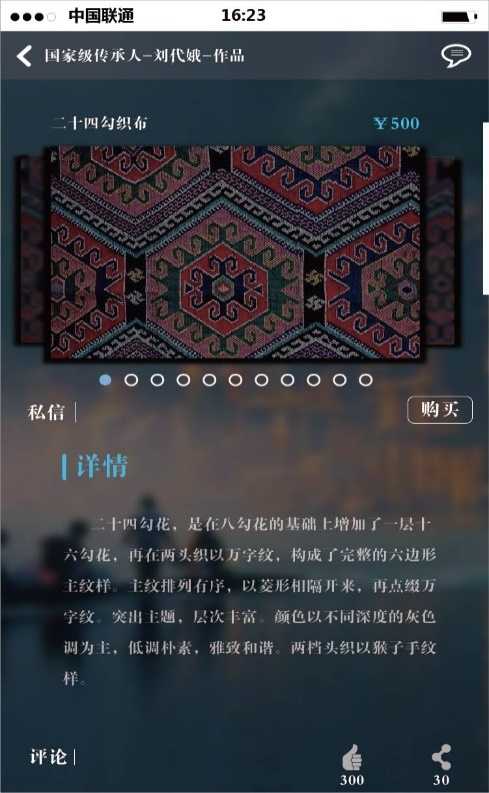 中国联通 16:23
国家级传承人-刘代娥-作品
二十四勾织布 ¥500
私信
购买
详情
二十四勾花，是在八勾花的基础上增加了一层十
六勾花，再在两头织以万字纹，构成了完整的六边形
主纹样。主纹排列有序，以菱形相隔开来，再点缀万
字纹。突出主题，层次丰富。颜色以不同深度的灰色
调为主，低调朴素，雅致和谐。两档头织以猴子手纹
样。
评论
300 30